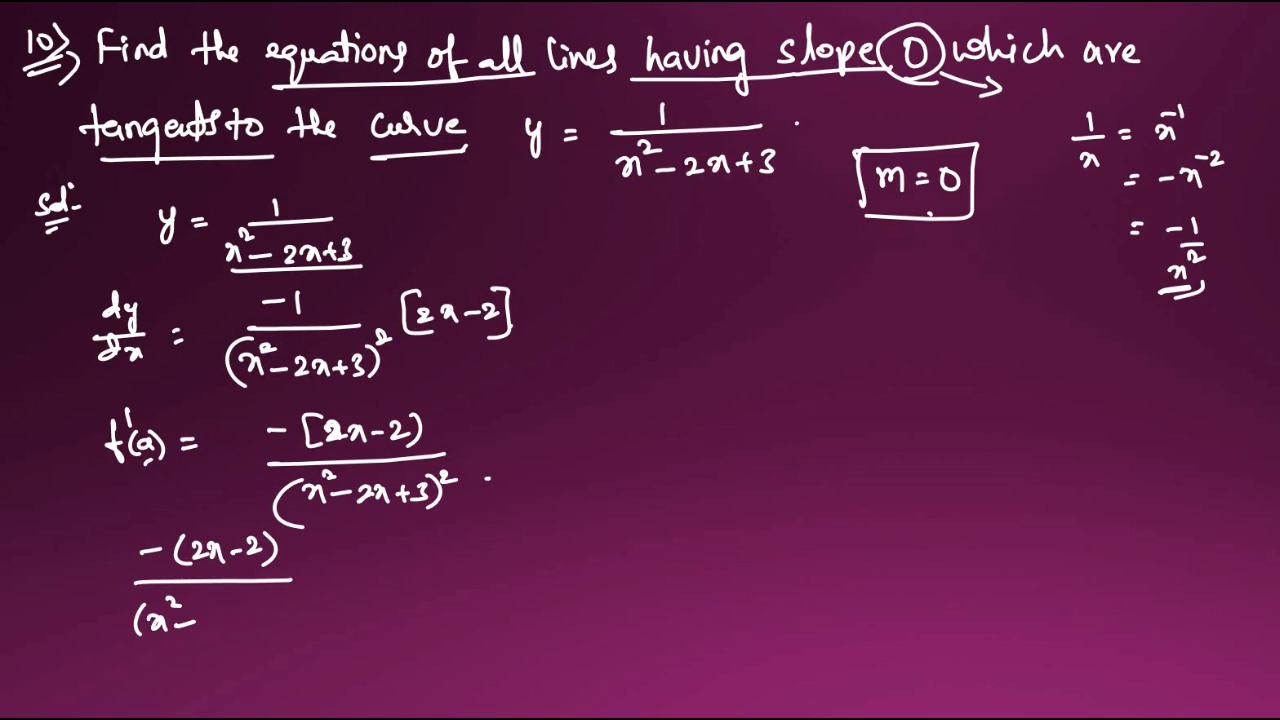 10) Find the equations of all lines having slope 0 which are
tangents to the curve y = 1/(x² - 2x + 3).
m = 0
1/x = x⁻¹
= -x⁻²
= -1/x²
Sol:
y = 1/(x² - 2x + 3)
dy/dx = -1/(x² - 2x + 3)² [2x - 2]
f'(a) = -[2x - 2)/(x² - 2x + 3)².
-(2x - 2)/(x² -